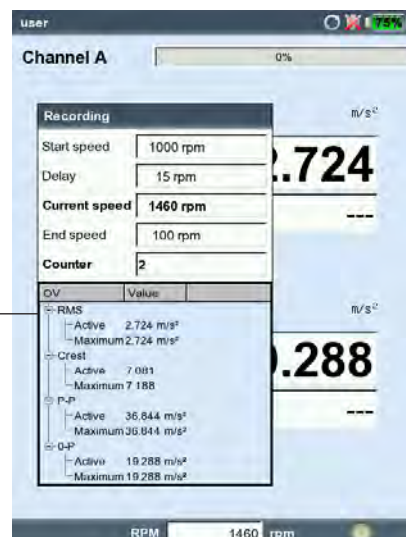 user 75%
Channel A 0%
m/s²
Recording
Start speed 1000 rpm
Delay 15 rpm
.724
Current speed 1460 rpm
---
End speed 100 rpm
Counter 2
OV Value
RMS
m/s²
Active 2.724 m/s²
Maximum 2.724 m/s²
Crest
Active 7.081
.288
Maximum 7.188
P-P
Active 36.644 m/s²
---
Maximum 36.644 m/s²
0-P
Active 19.288 m/s²
Maximum 19.288 m/s²
RPM 1460 rpm